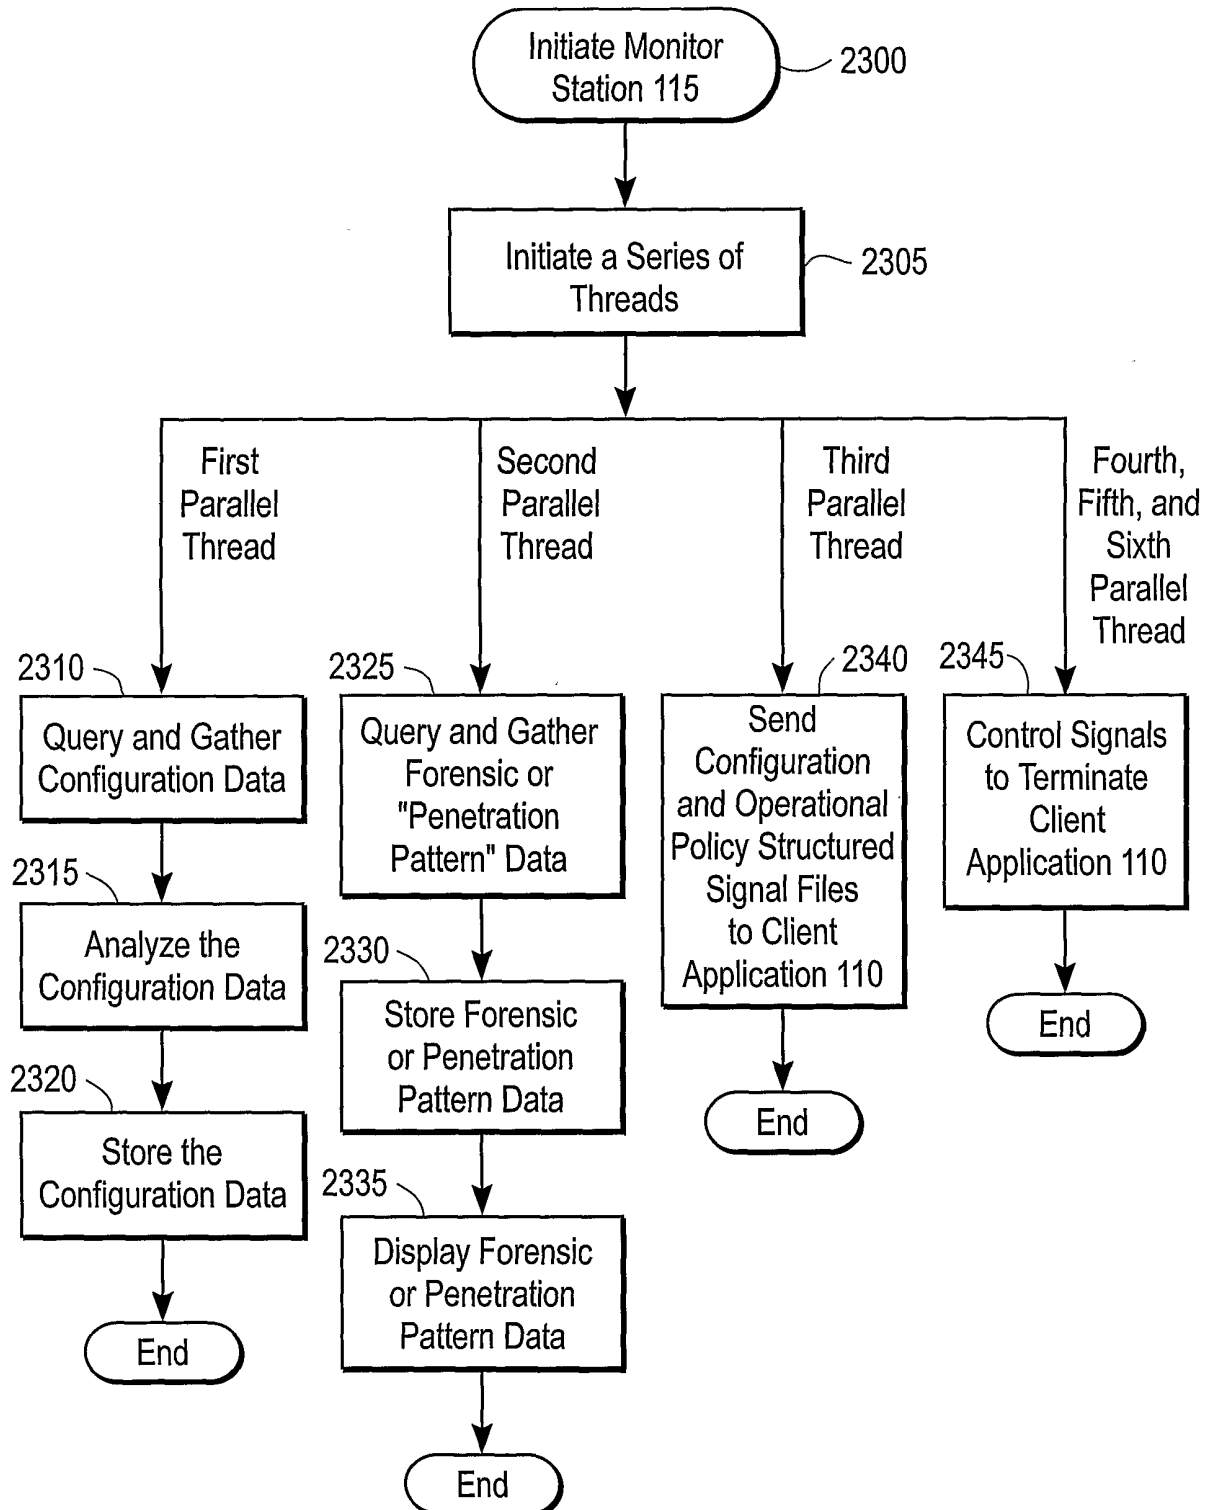 Initiate Monitor
Station 115
2300
Initiate a Series of
Threads
2305
First
Parallel
Thread
Second
Parallel
Thread
Third
Parallel
Thread
Fourth,
Fifth, and
Sixth
Parallel
Thread
2310
Query and Gather
Configuration Data
2315
Analyze the
Configuration Data
2320
Store the
Configuration Data
End
2325
Query and Gather
Forensic or
"Penetration
Pattern" Data
2330
Store Forensic
or Penetration
Pattern Data
2335
Display Forensic
or Penetration
Pattern Data
End
2340
Send
Configuration
and Operational
Policy Structured
Signal Files
to Client
Application 110
End
2345
Control Signals
to Terminate
Client
Application 110
End